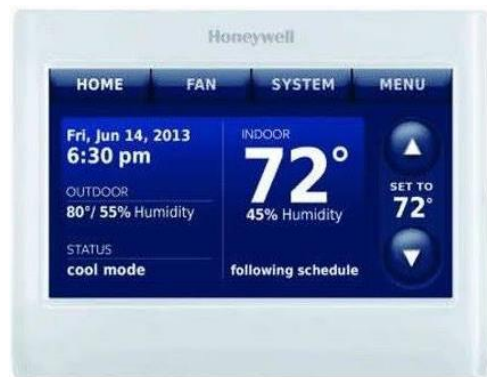 Honeywell
HOME FAN SYSTEM MENU
Fri, Jun 14, 2013
6:30 pm
OUTDOOR
80°/ 55% Humidity
STATUS
cool mode
INDOOR
72°
45% Humidity
following schedule
SET TO
72°